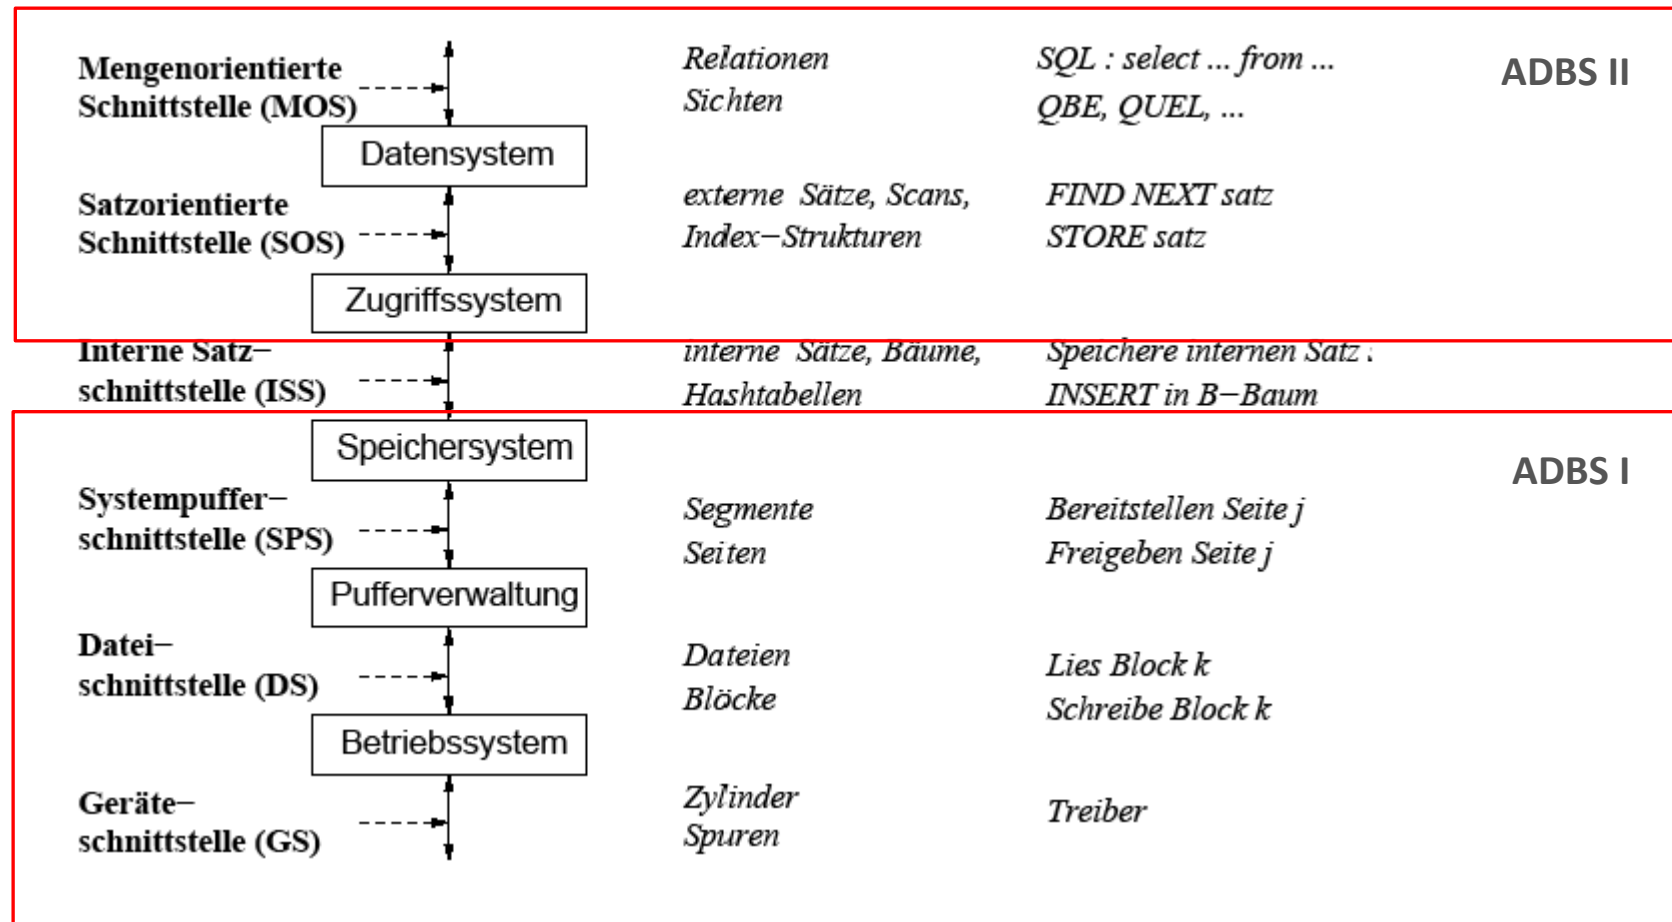 Mengenorientierte
Schnittstelle (MOS)
Relationen
Sichten
SQL : select ... from ...
QBE, QUEL, ...
ADBS II
Datensystem
Satzorientierte
Schnittstelle (SOS)
externe Sätze, Scans,
Index−Strukturen
FIND NEXT satz
STORE satz
Zugriffssystem
Interne Satz−
schnittstelle (ISS)
interne Sätze, Bäume,
Hashtabellen
Speichere internen Satz
INSERT in B−Baum
Speichersystem
ADBS I
Systempuffer−
schnittstelle (SPS)
Segmente
Seiten
Bereitstellen Seite j
Freigeben Seite j
Pufferverwaltung
Datei−
schnittstelle (DS)
Dateien
Blöcke
Lies Block k
Schreibe Block k
Betriebssystem
Geräte−
schnittstelle (GS)
Zylinder
Spuren
Treiber